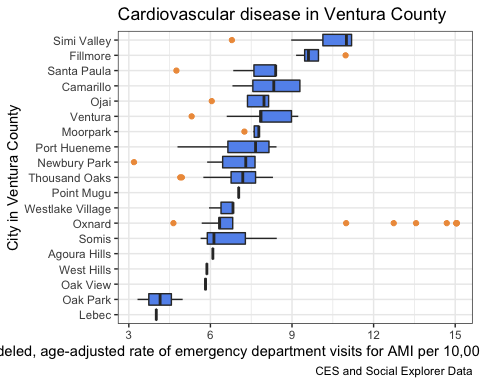 Cardiovascular disease in Ventura County
City in Ventura County
Simi Valley
Fillmore
Santa Paula
Camarillo
Ojai
Ventura
Moorpark
Port Hueneme
Newbury Park
Thousand Oaks
Point Mugu
Westlake Village
Oxnard
Somis
Agoura Hills
West Hills
Oak View
Oak Park
Lebec
3 6 9 12 15
deled, age-adjusted rate of emergency department visits for AMI per 10,00
CES and Social Explorer Data